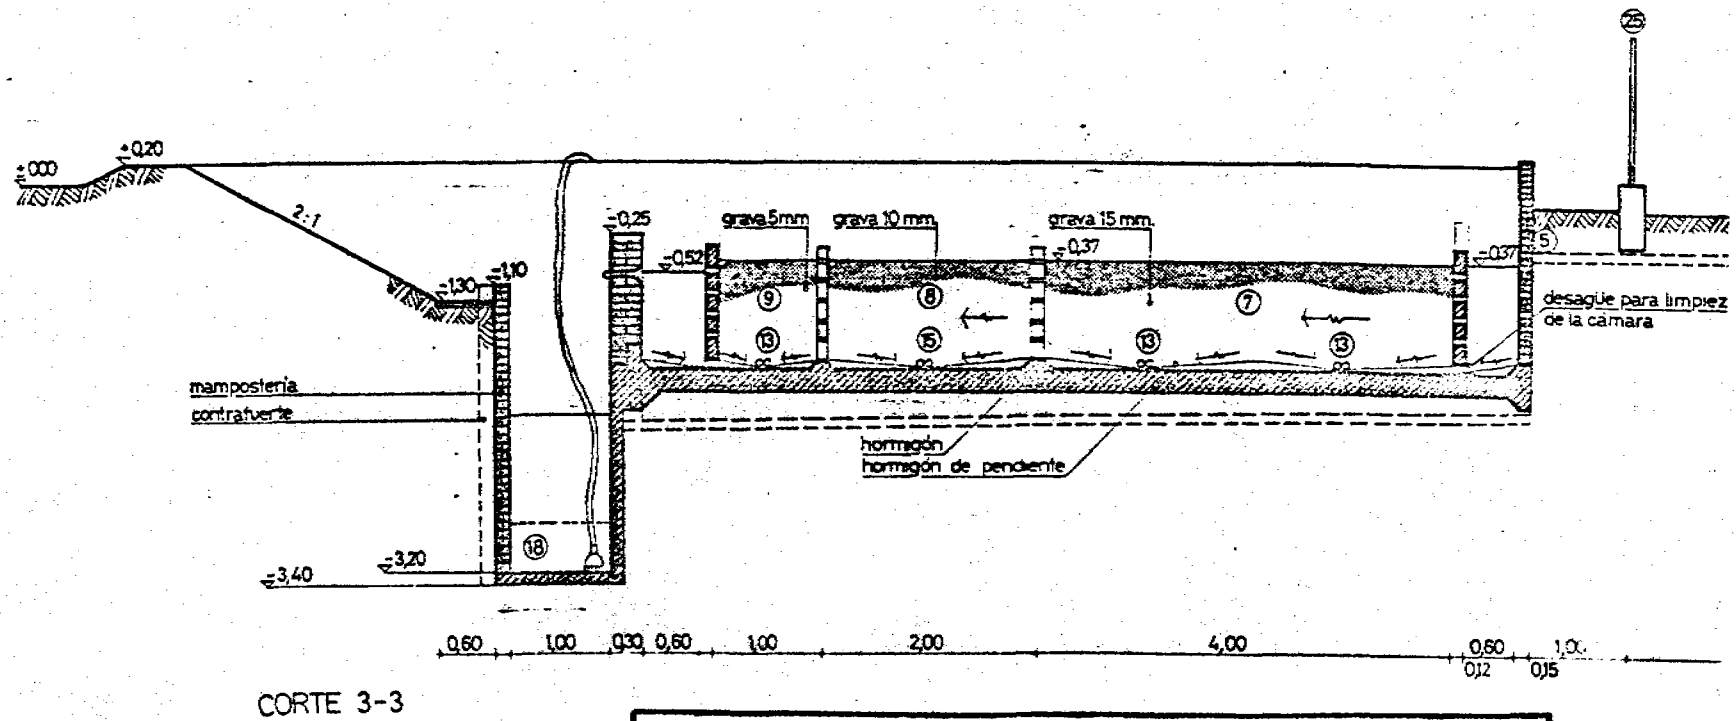 25
+0,20
±000
2:1
-0,25
grava 5mm
grava 10 mm
grava 15 mm
5
-0,52
-0,37
-0,37
-1,10
-1,30
9
8
7
desagüe para limpiez
de la cámara
13
15
13
13
mampostería
contrafuerte
hormigón
hormigón de pendiente
18
-3,20
-3,40
0,60 1,00 0,30 0,60 1,00 2,00 4,00 0,60
0,12 0,15
CORTE 3-3